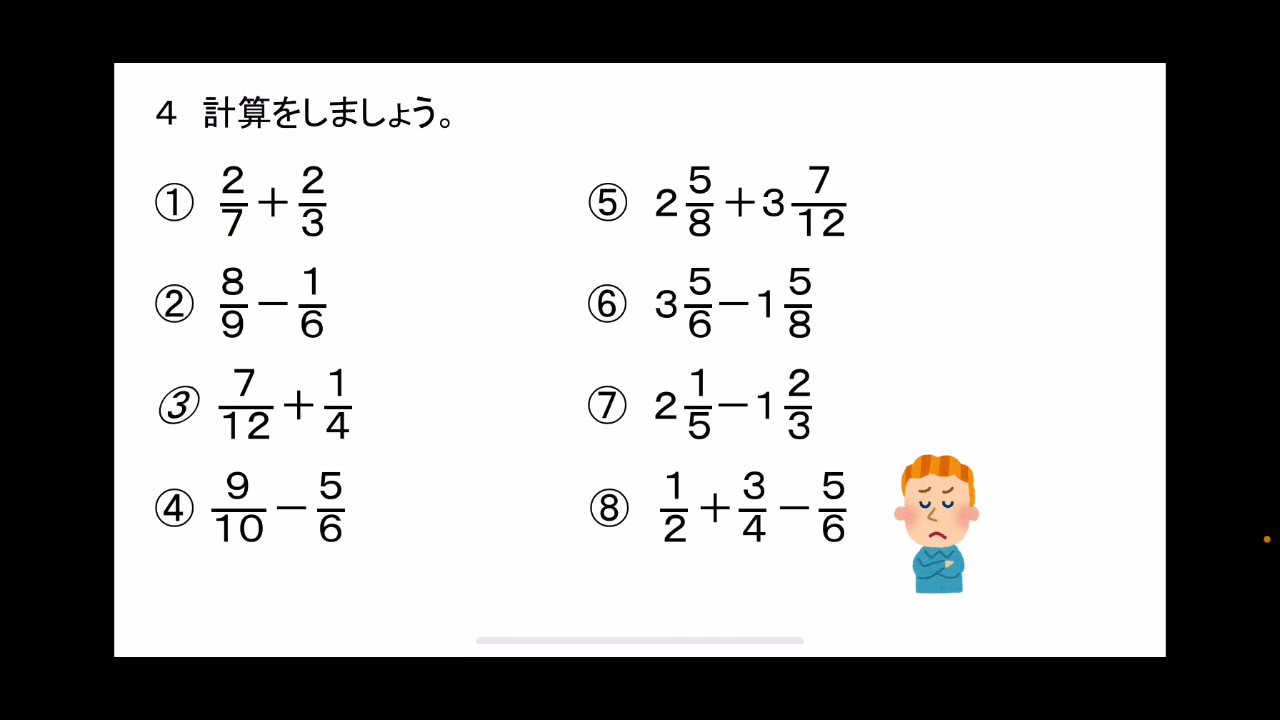 4 計算をしましょう。
① 2/7 + 2/3
② 8/9 − 1/6
③ 7/12 + 1/4
④ 9/10 − 5/6
⑤ 2 5/8 + 3 7/12
⑥ 3 5/6 − 1 5/8
⑦ 2 1/5 − 1 2/3
⑧ 1/2 + 3/4 − 5/6